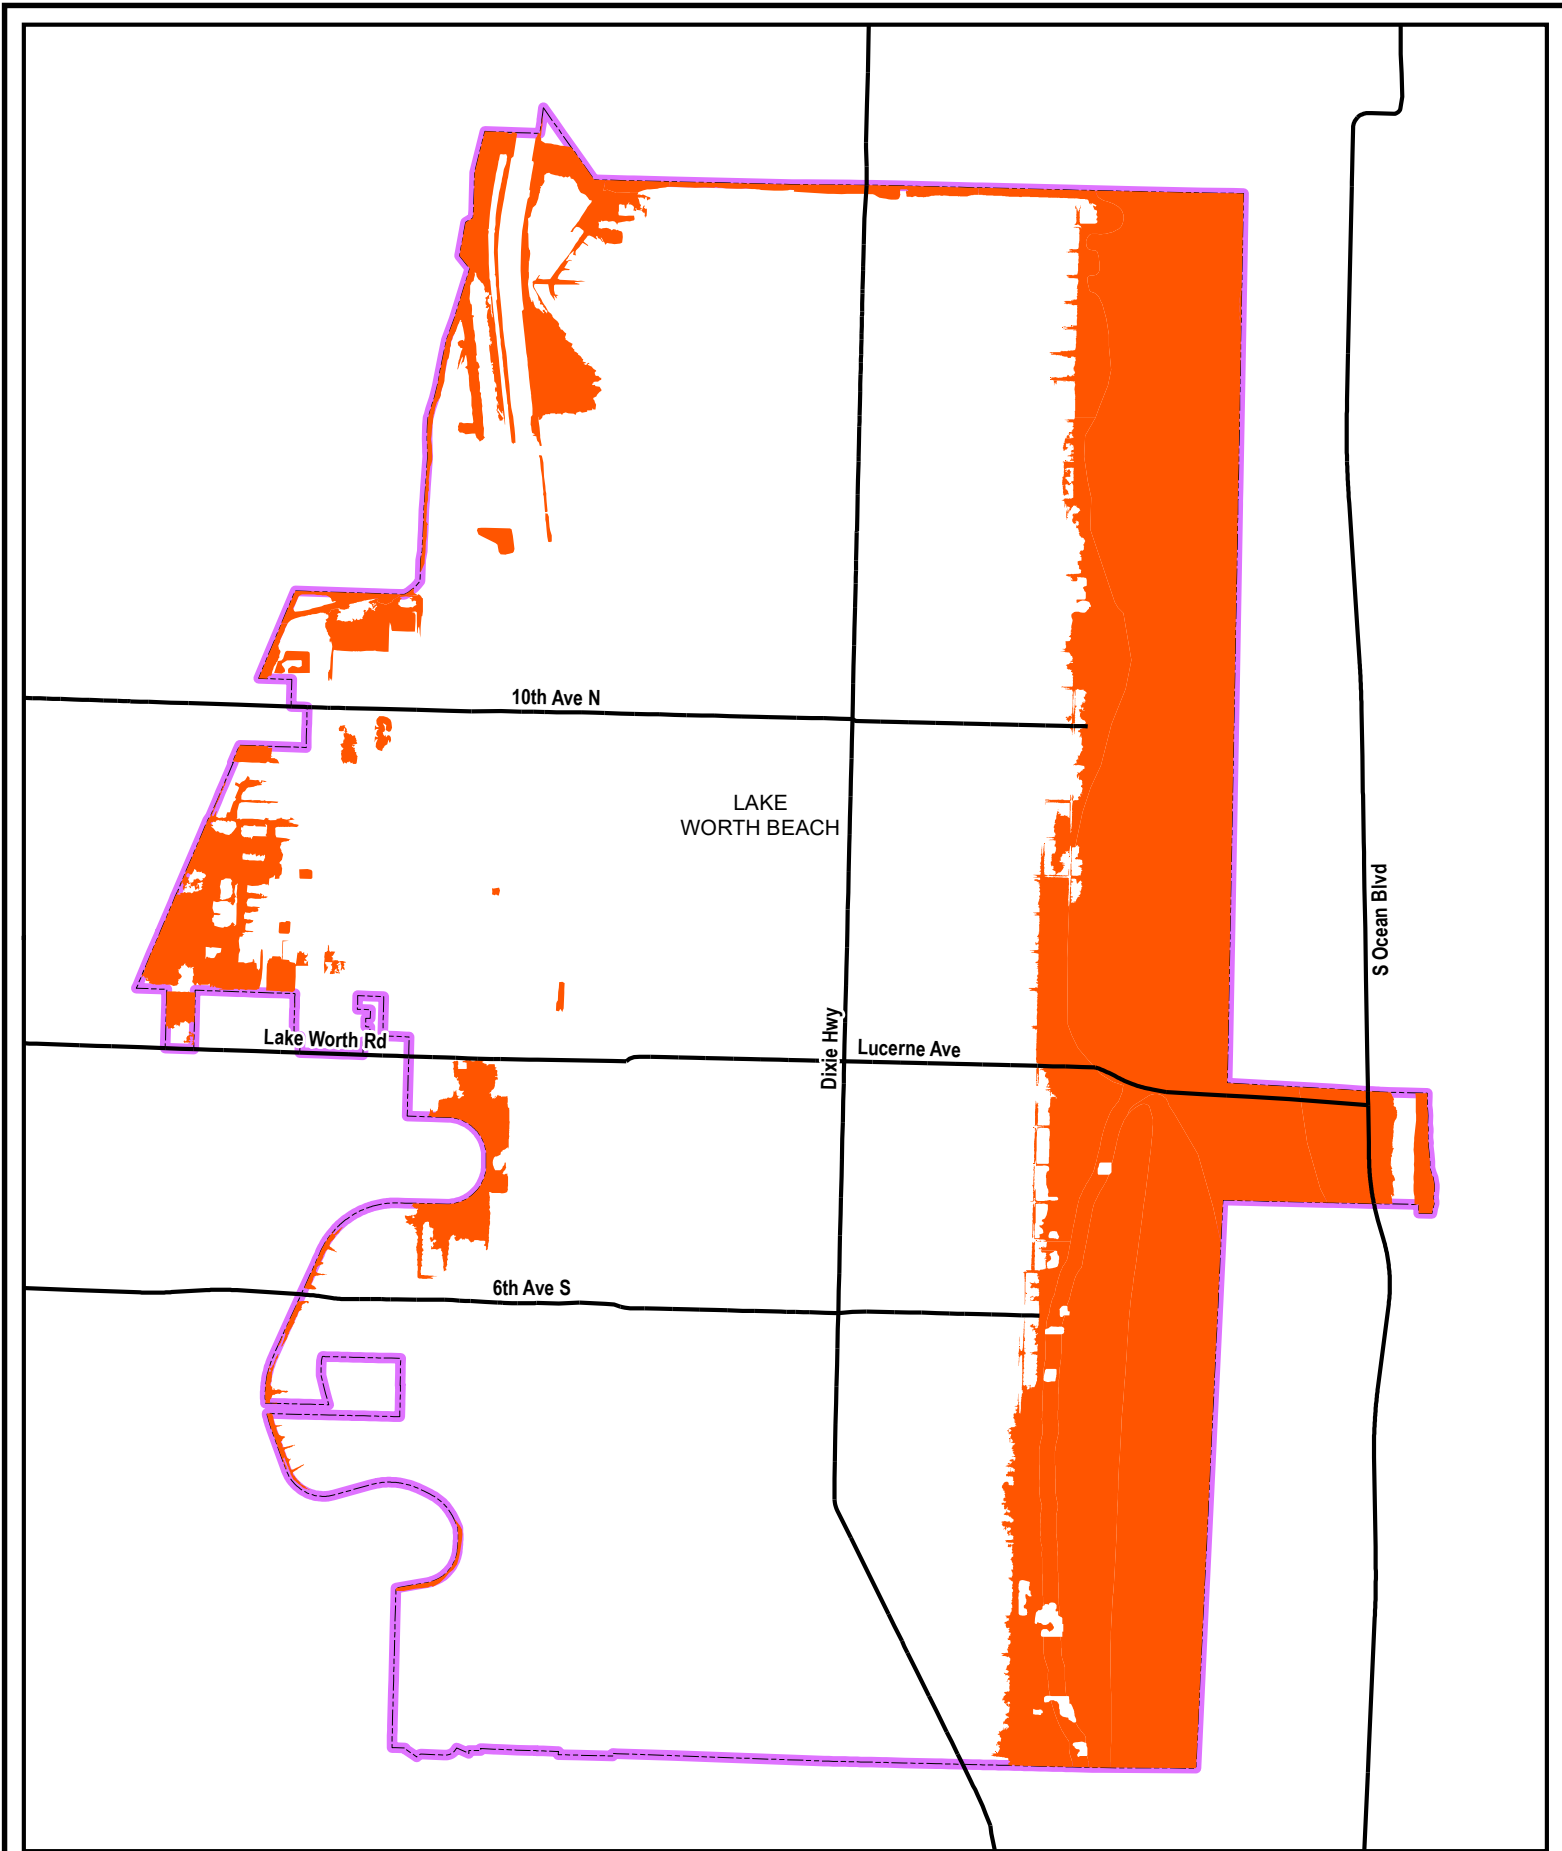 10th Ave N
LAKE
WORTH BEACH
S Ocean Blvd
Dixie Hwy
Lake Worth Rd
Lucerne Ave
6th Ave S